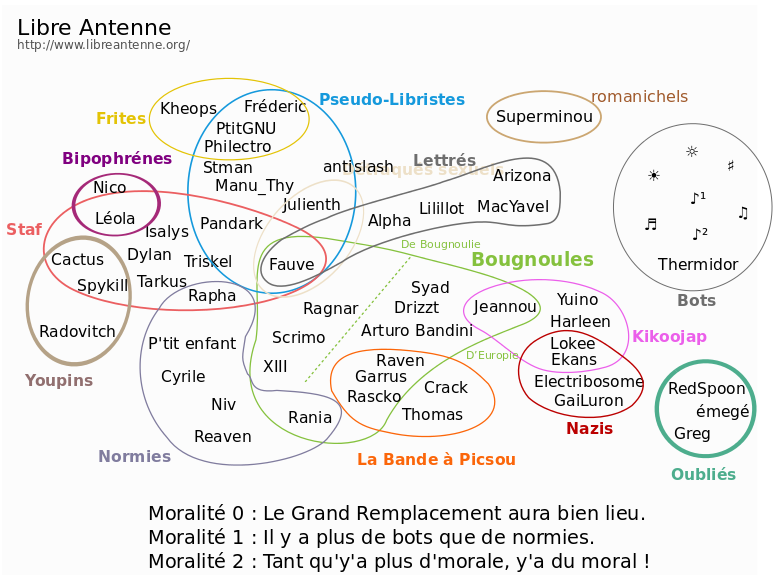 Libre Antenne
http://www.libreantenne.org/
Pseudo-Libristes
romanichels
Kheops
Fréderic
Frites
Superminou
PtitGNU
Philectro
Bipophrénes
Stman
antislash
Lettrés
Nico
Manu_Thy
Arizona
Léola
Julienth
Lilillot
MacYavel
Staf
Isalys
Pandark
Alpha
♪¹
♪²
De Bougnoulie
Cactus
Dylan
Triskel
Fauve
Bougnoules
Thermidor
Spykill
Tarkus
Rapha
Syad
Bots
Ragnar
Drizzt
Jeannou
Yuino
Harleen
Radovitch
P'tit enfant
Scrimo
Arturo Bandini
Lokee
Kikoojap
D'Europie
Ekans
XIII
Raven
Youpins
Cyrile
Garrus
Crack
Electribosome
RedSpoon
Rascko
GaiLuron
émegé
Niv
Rania
Thomas
Greg
Reaven
Nazis
Normies
La Bande à Picsou
Oubliés
Moralité 0 : Le Grand Remplacement aura bien lieu.
Moralité 1 : Il y a plus de bots que de normies.
Moralité 2 : Tant qu'y'a plus d'morale, y'a du moral !